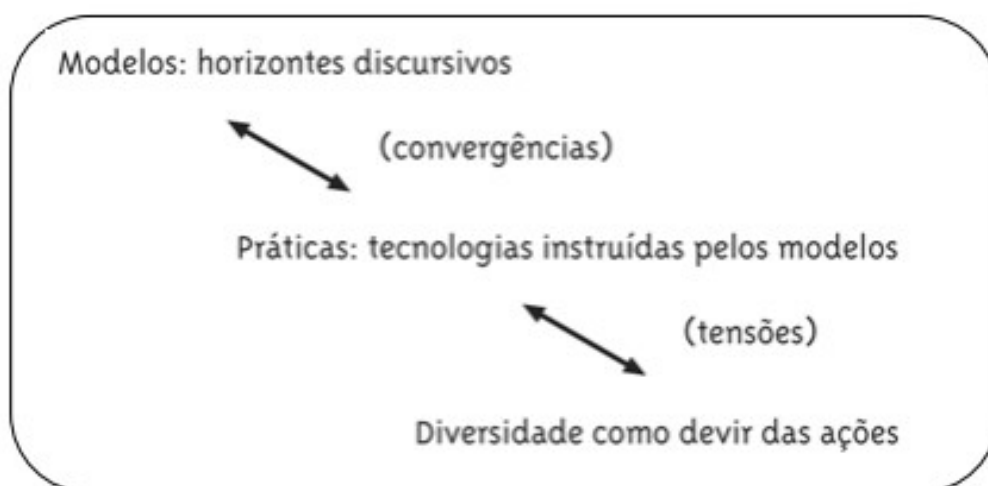 Modelos: horizontes discursivos
(convergências)
Práticas: tecnologias instruídas pelos modelos
(tensões)
Diversidade como devir das ações